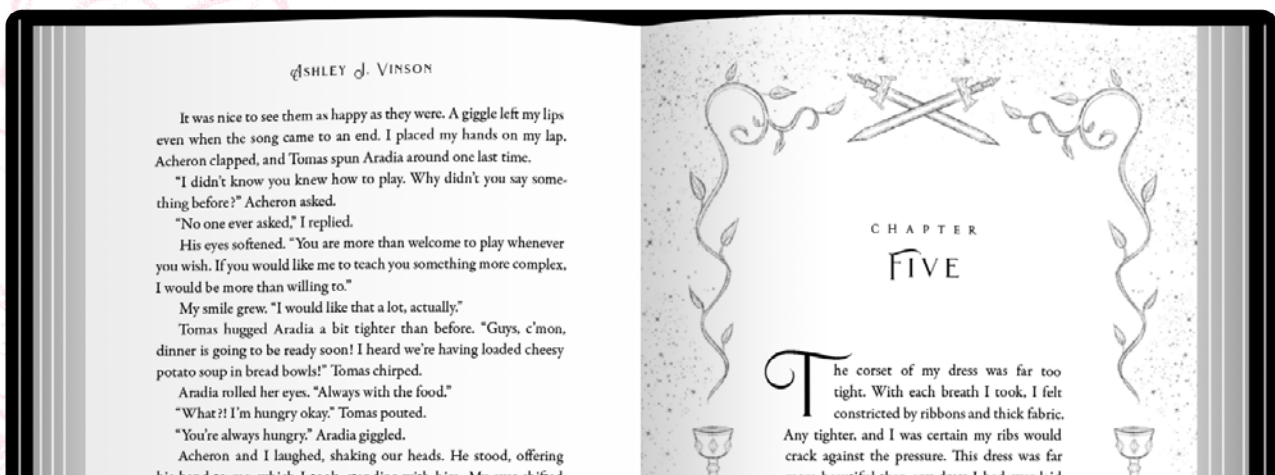 ASHLEY J. VINSON
It was nice to see them as happy as they were. A giggle left my lips
even when the song came to an end. I placed my hands on my lap.
Acheron clapped, and Tomas spun Aradia around one last time.
"I didn't know you knew how to play. Why didn't you say some-
thing before?" Acheron asked.
"No one ever asked," I replied.
His eyes softened. "You are more than welcome to play whenever
you wish. If you would like me to teach you something more complex,
I would be more than willing to."
My smile grew. "I would like that a lot, actually."
Tomas hugged Aradia a bit tighter than before. "Guys, c'mon,
dinner is going to be ready soon! I heard we're having loaded cheesy
potato soup in bread bowls!" Tomas chirped.
Aradia rolled her eyes. "Always with the food."
"What?! I'm hungry okay." Tomas pouted.
"You're always hungry." Aradia giggled.
Acheron and I laughed, shaking our heads. He stood, offering
CHAPTER
FIVE
The corset of my dress was far too
tight. With each breath I took, I felt
constricted by ribbons and thick fabric.
Any tighter, and I was certain my ribs would
crack against the pressure. This dress was far